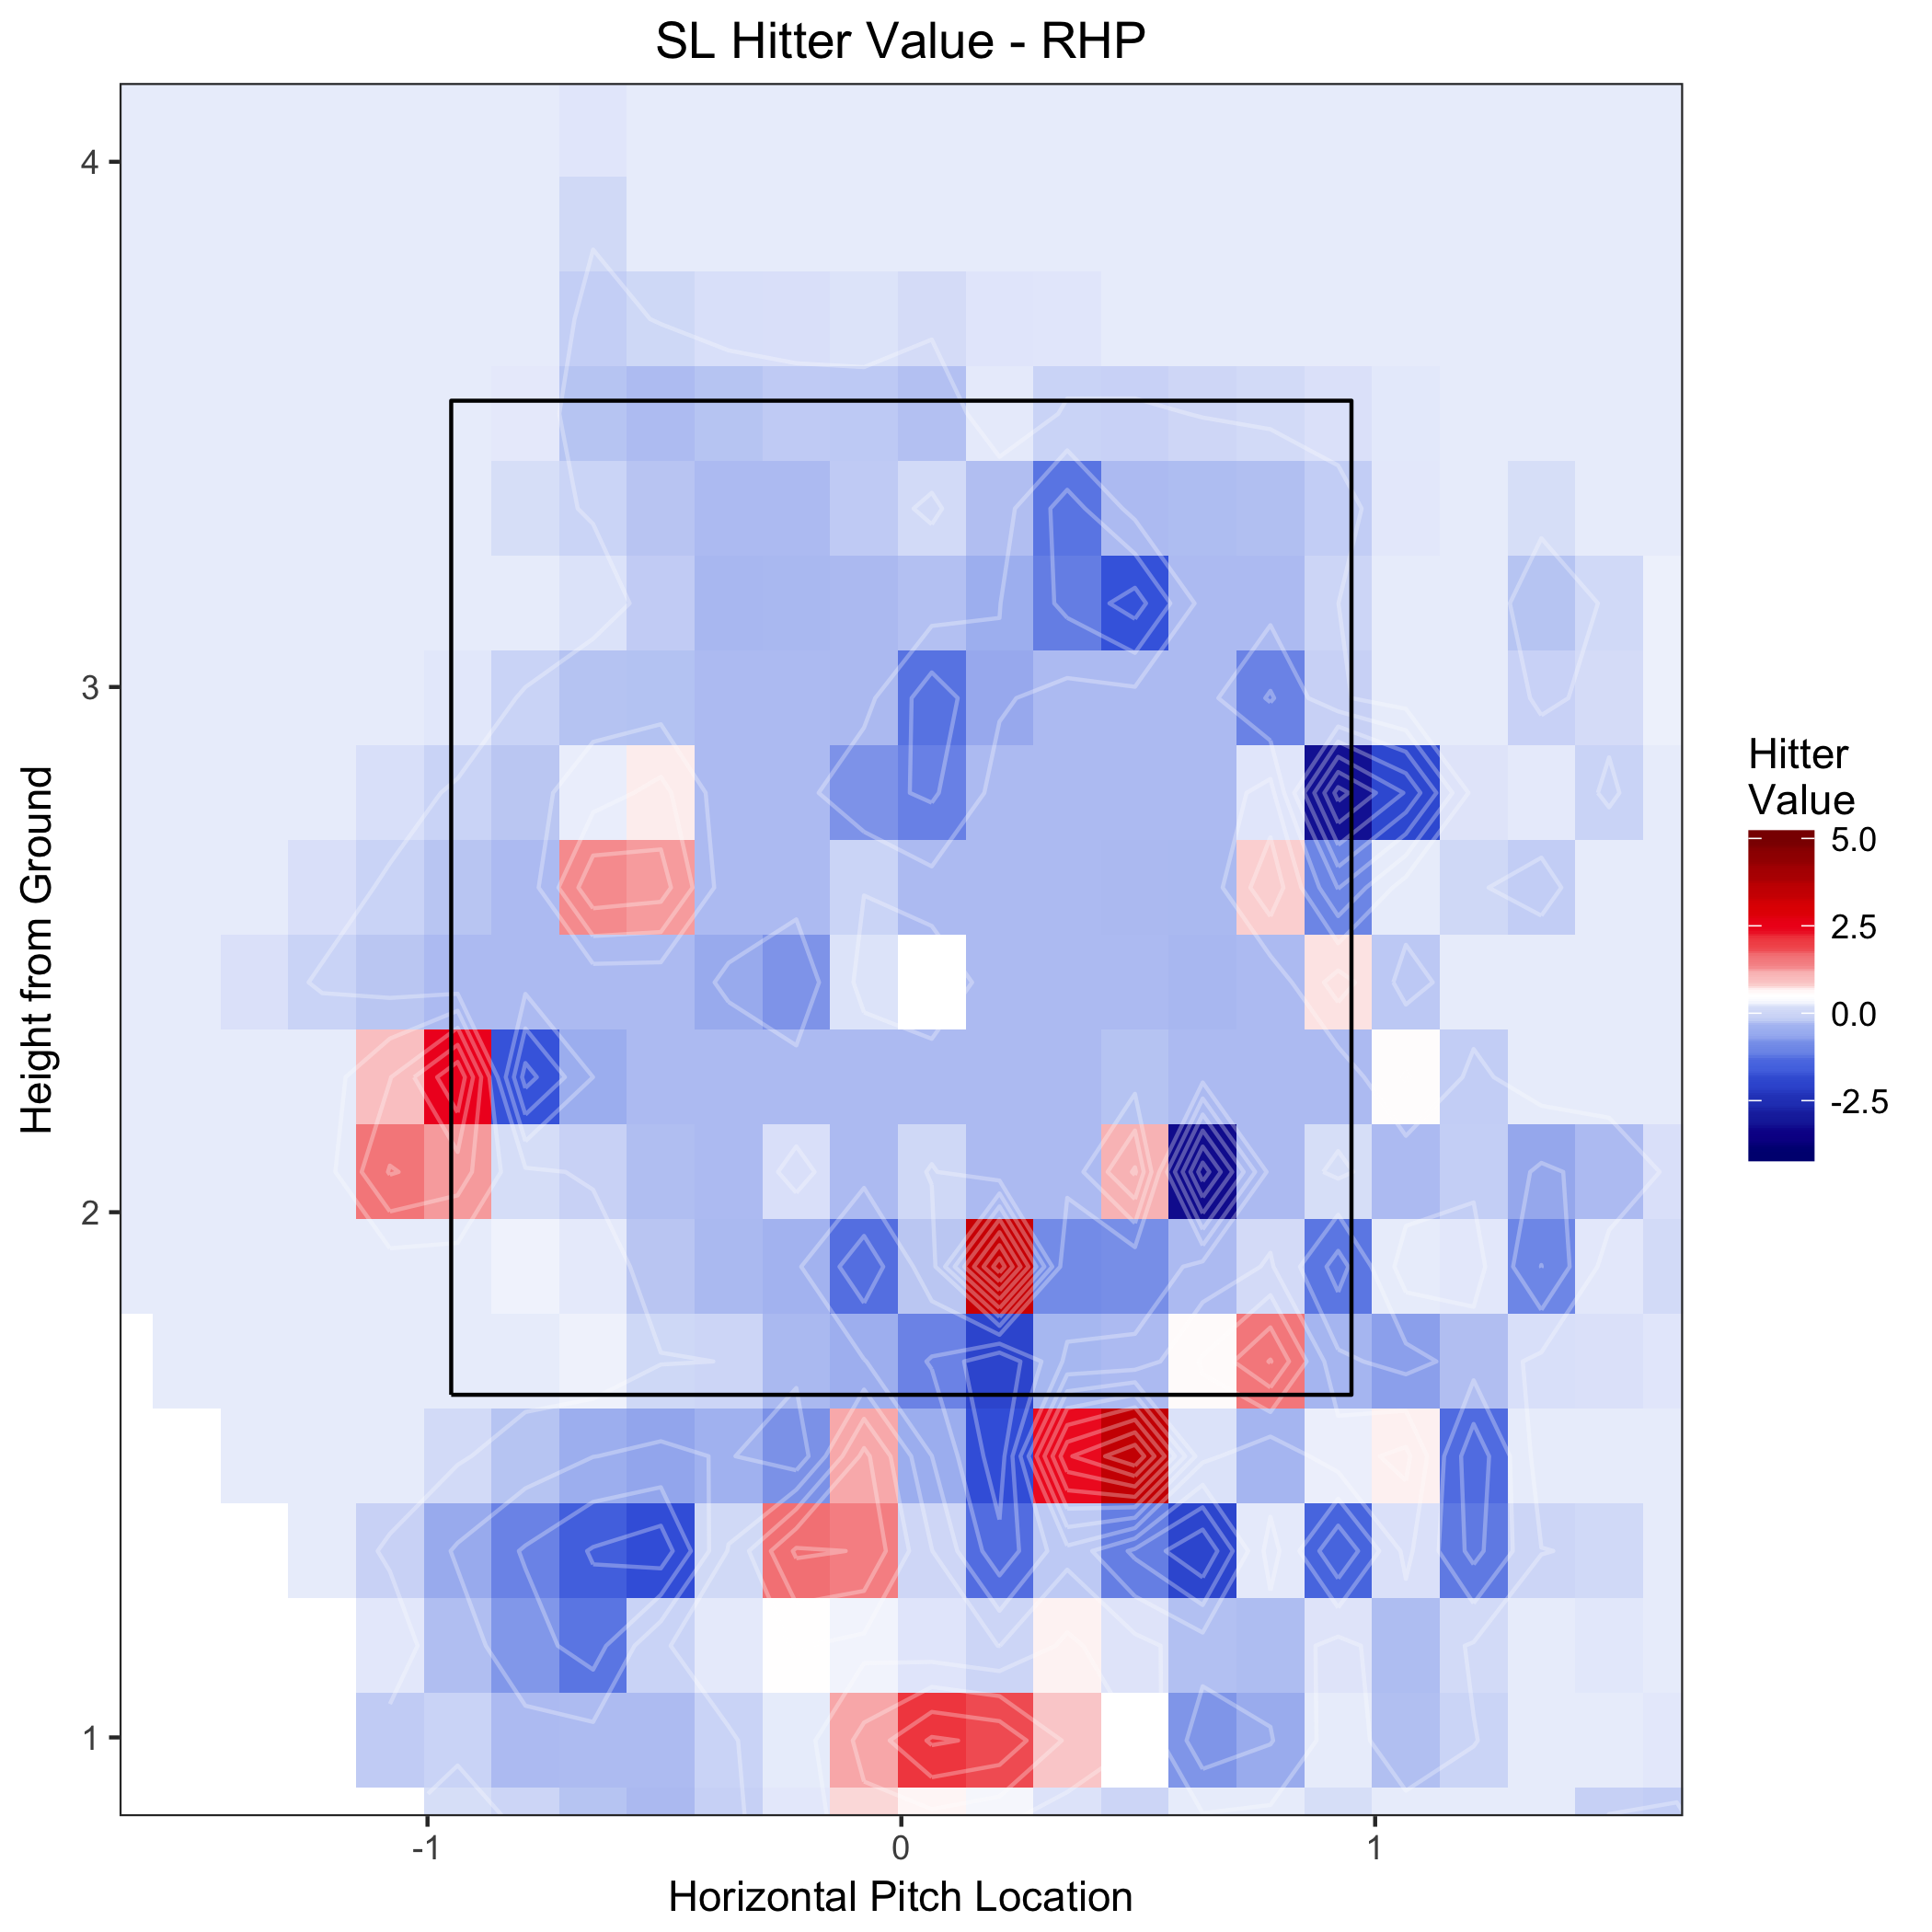 SL Hitter Value - RHP
4
3
2
1
Height from Ground
-1 0 1
Horizontal Pitch Location
Hitter
Value
5.0
2.5
0.0
-2.5